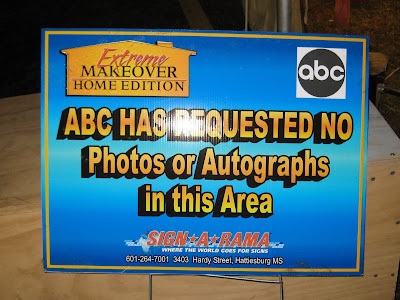 Extreme
MAKEOVER
HOME EDITION
abc
ABC HAS REQUESTED NO
Photos or Autographs
in this Area
SIGN★A★RAMA
WHERE THE WORLD GOES FOR SIGNS
601-264-7001 3403 Hardy Street, Hattiesburg MS